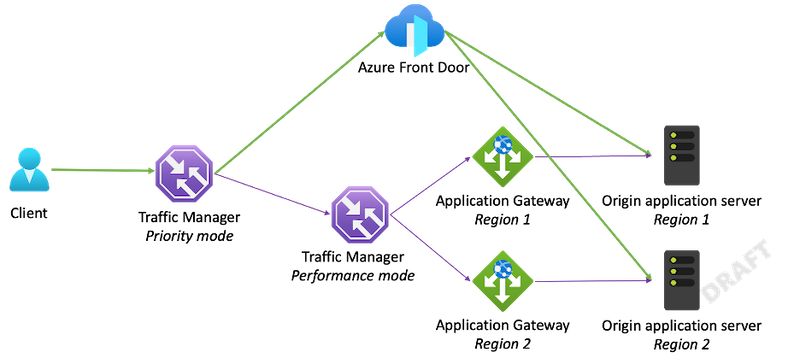 Azure Front Door
Client
Traffic Manager
Priority mode
Traffic Manager
Performance mode
Application Gateway
Region 1
Origin application server
Region 1
Application Gateway
Region 2
Origin application server
Region 2
DRAFT